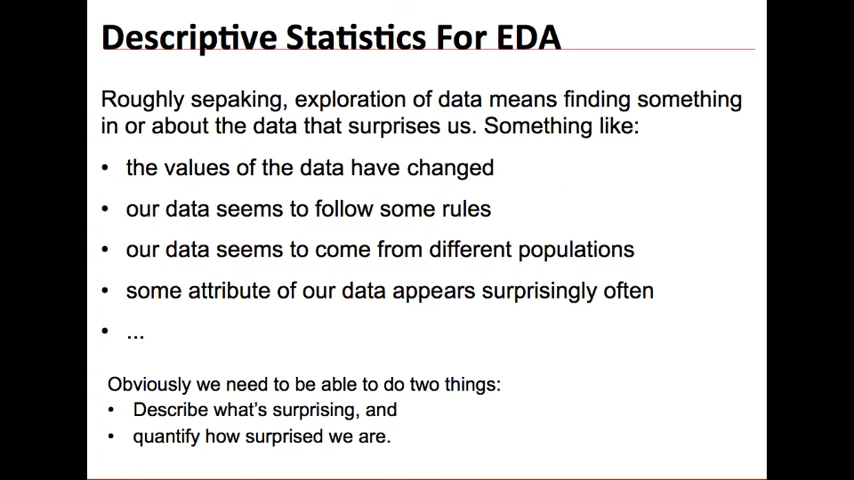 Descriptive Statistics For EDA
Roughly sepaking, exploration of data means finding something
in or about the data that surprises us. Something like:
• the values of the data have changed
• our data seems to follow some rules
• our data seems to come from different populations
• some attribute of our data appears surprisingly often
• ...
Obviously we need to be able to do two things:
• Describe what's surprising, and
• quantify how surprised we are.